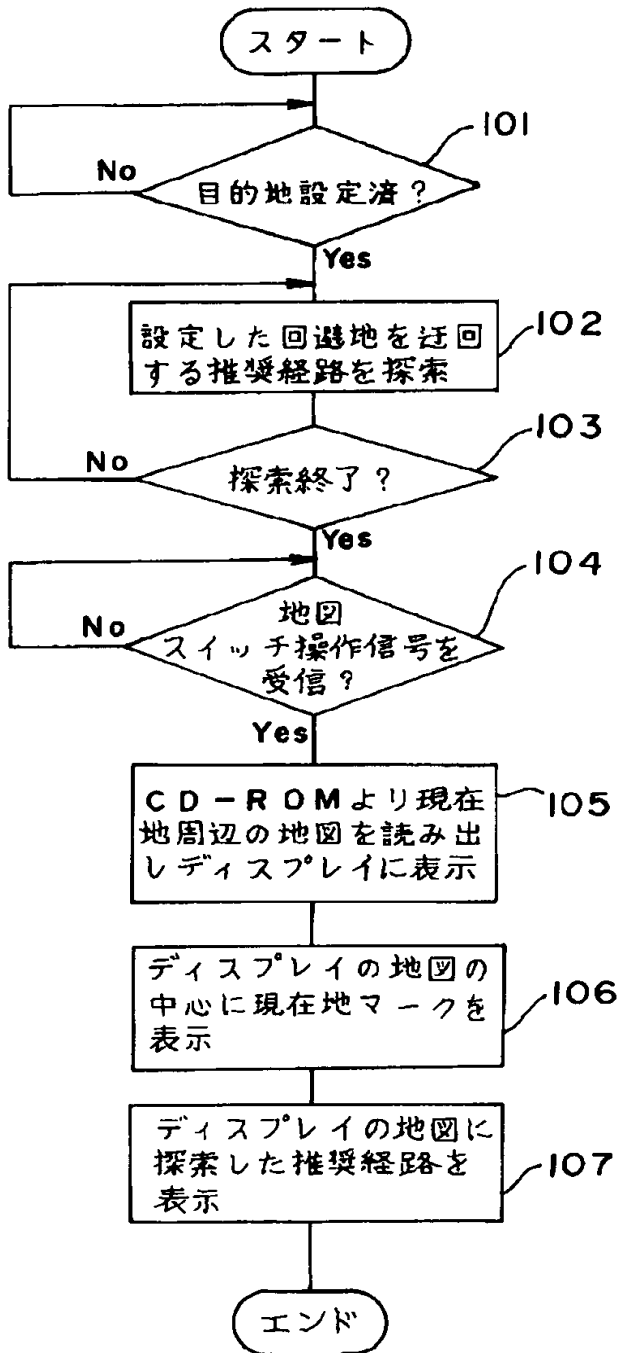 スタート
101
No
目的地設定済？
Yes
102
設定した回避地を迂回
する推奨経路を探索
103
No
探索終了？
Yes
104
地図
No
スイッチ操作信号を
受信？
Yes
CD-ROMより現在
105
地周辺の地図を読み出
しディスプレイに表示
ディスプレイの地図の
中心に現在地マークを
106
表示
ディスプレイの地図に
探索した推奨経路を
107
表示
エンド